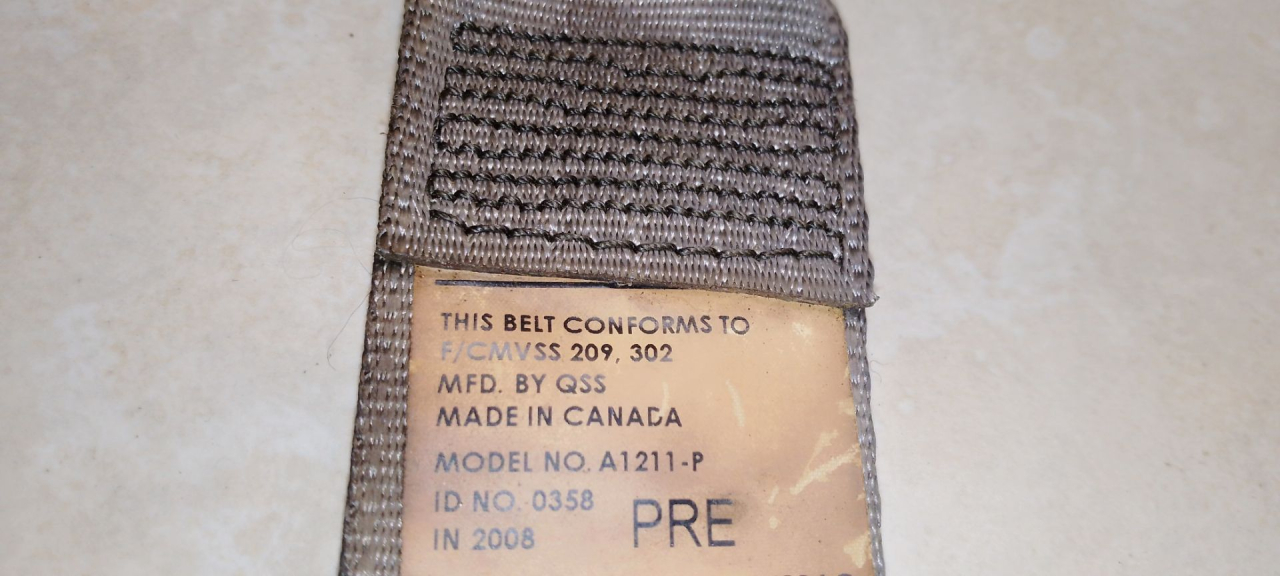 THIS BELT CONFORMS TO
F/CMVSS 209, 302
MFD. BY QSS
MADE IN CANADA
MODEL NO. A1211-P
ID NO. 0358
IN 2008 PRE